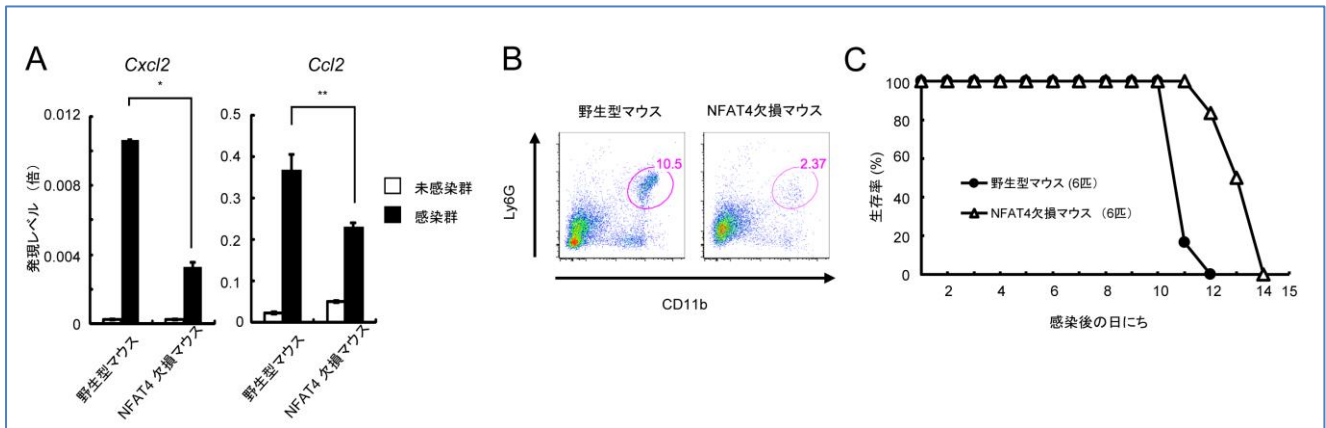 A
Cxcl2
*
発現レベル (倍)
0.012
0.008
0.004
0
野生型マウス
NFAT4 欠損マウス
Ccl2
**
0.5
0.4
0.3
0.2
0.1
0
野生型マウス
NFAT4 欠損マウス
未感染群
感染群
B
野生型マウス
NFAT4欠損マウス
10.5
2.37
Ly6G
CD11b
C
生存率 (%)
100
80
60
40
20
0
野生型マウス (6匹)
NFAT4欠損マウス (6匹)
2 4 6 8 10 12 14 15
感染後の日にち